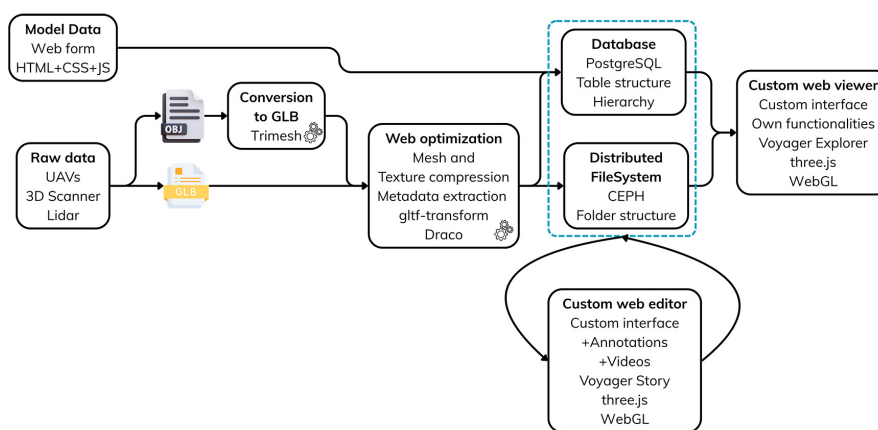 Model Data
Web form
HTML+CSS+JS
Raw data
UAVs
3D Scanner
Lidar
OBJ
GLB
Conversion
to GLB
Trimesh
Web optimization
Mesh and
Texture compression
Metadata extraction
gltf-transform
Draco
Database
PostgreSQL
Table structure
Hierarchy
Distributed
FileSystem
CEPH
Folder structure
Custom web viewer
Custom interface
Own functionalities
Voyager Explorer
three.js
WebGL
Custom web editor
Custom interface
+Annotations
+Videos
Voyager Story
three.js
WebGL